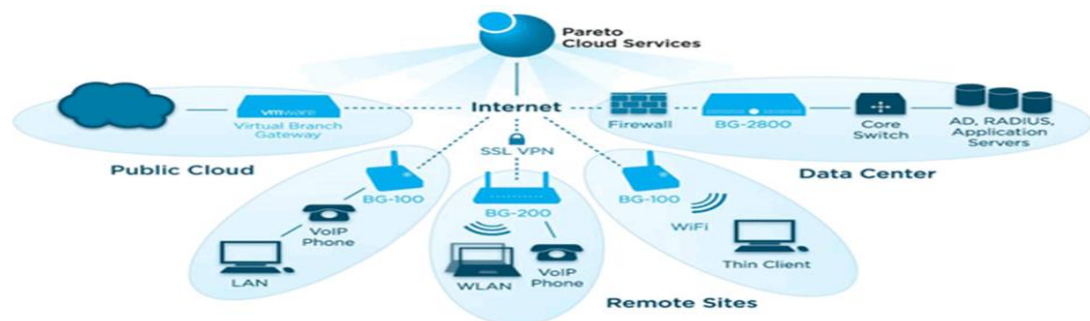 Pareto
Cloud Services
vmware
Virtual Branch
Gateway
Public Cloud
Internet
SSL VPN
Firewall
BG-2800
Core
Switch
AD, RADIUS,
Application
Servers
Data Center
BG-100
VoIP
Phone
LAN
BG-200
WLAN
VoIP
Phone
BG-100
WiFi
Thin Client
Remote Sites